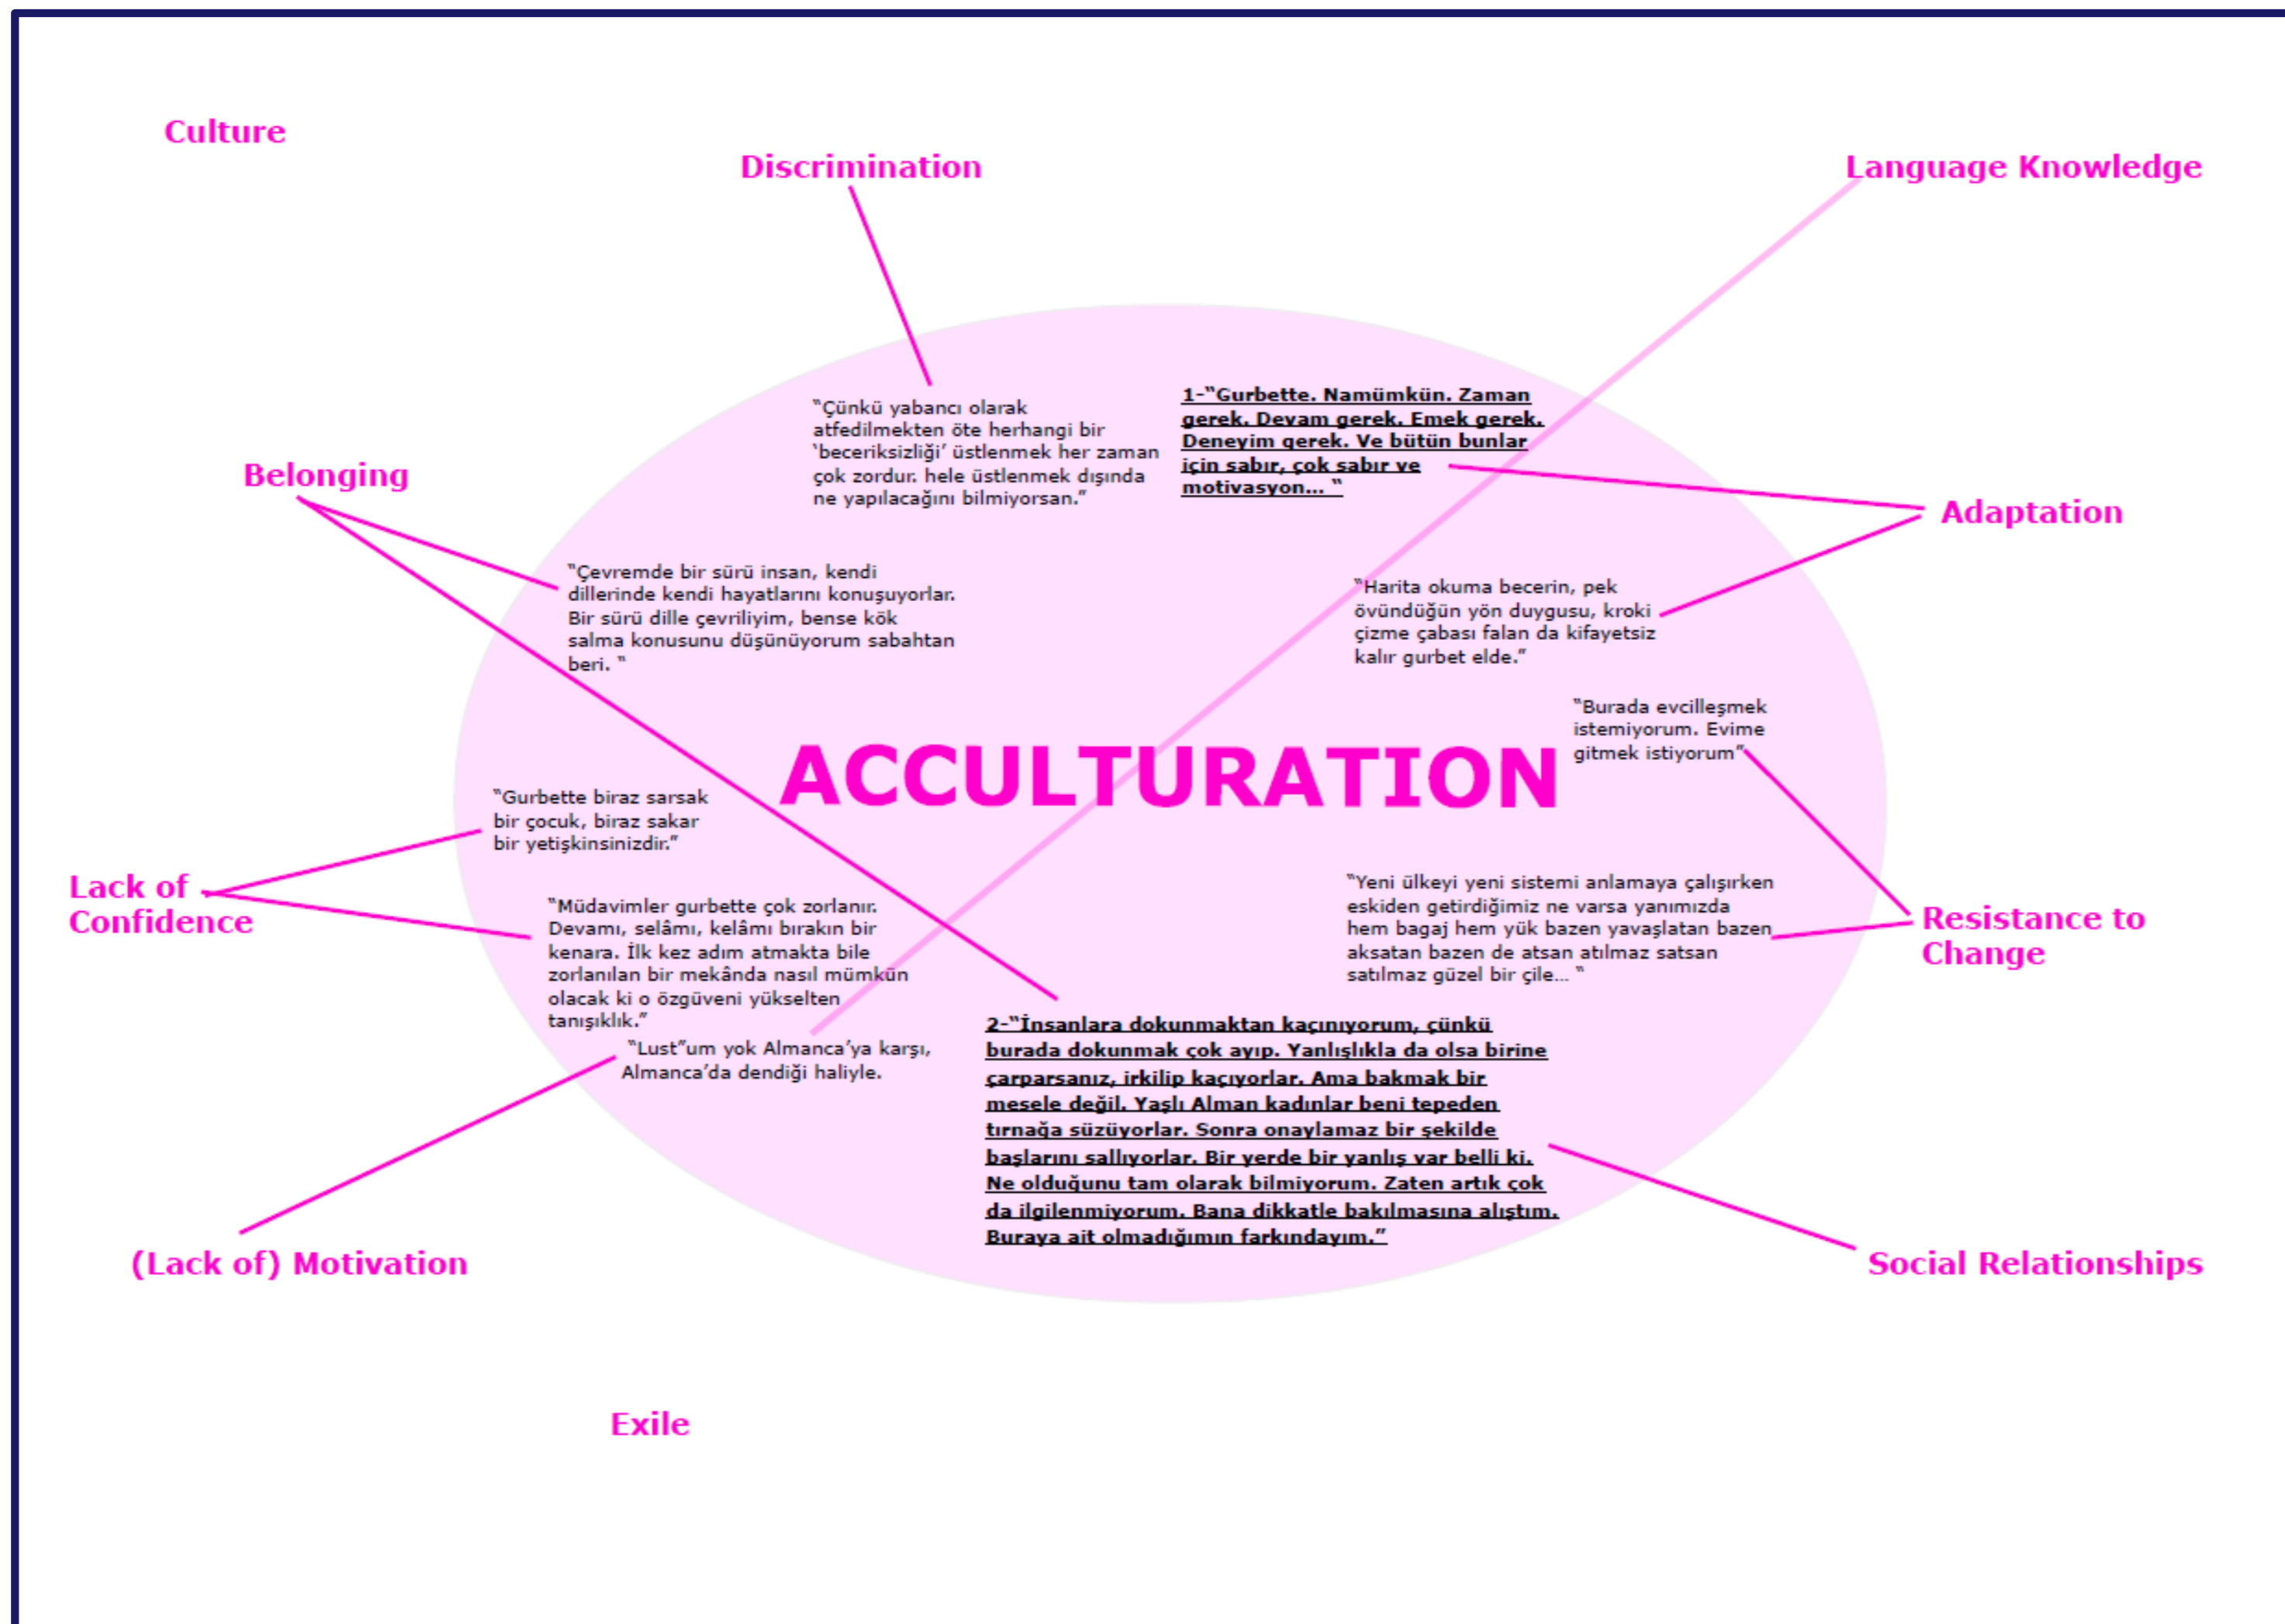 Culture
Discrimination
Language Knowledge
1-“Gurbette. Namümkün. Zaman
gerek. Devam gerek. Emek gerek.
Deneyim gerek. Ve bütün bunlar
için sabır, çok sabır ve
motivasyon... “
“Çünkü yabancı olarak
atfedilmekten öte herhangi bir
‘beceriksizliği’ üstlenmek her zaman
çok zordur. hele üstlenmek dışında
ne yapılacağını bilmiyorsan.”
Belonging
Adaptation
“Çevremde bir sürü insan, kendi
dillerinde kendi hayatlarını konuşuyorlar.
Bir sürü dille çevriliyim, bense kök
salma konusunu düşünüyorum sabahtan
beri. “
“Harita okuma becerin, pek
övündüğün yön duygusu, kroki
çizme çabası falan da kifayetsiz
kalır gurbet elde.”
“Burada evcilleşmek
istemiyorum. Evime
gitmek istiyorum”
ACCULTURATION
“Gurbette biraz sarsak
bir çocuk, biraz sakar
bir yetişkinsinizdir.”
Lack of
Confidence
“Müdavimler gurbette çok zorlanır.
Devamı, selâmı, kelâmı bırakın bir
kenara. İlk kez adım atmakta bile
zorlanılan bir mekânda nasıl mümkün
olacak ki o özgüveni yükselten
tanışıklık.”
“Yeni ülkeyi yeni sistemi anlamaya çalışırken
eskiden getirdiğimiz ne varsa yanımızda
hem bagaj hem yük bazen yavaşlatan bazen
aksatan bazen de atsan atılmaz satsan
satılmaz güzel bir çile... “
Resistance to
Change
“Lust”um yok Almanca’ya karşı,
Almanca’da dendiği haliyle.
2-“İnsanlara dokunmaktan kaçınıyorum, çünkü
burada dokunmak çok ayıp. Yanlışlıkla da olsa birine
çarparsanız, irkilip kaçıyorlar. Ama bakmak bir
mesele değil. Yaşlı Alman kadınlar beni tepeden
tırnağa süzüyorlar. Sonra onaylamaz bir şekilde
başlarını sallıyorlar. Bir yerde bir yanlış var belli ki.
Ne olduğunu tam olarak bilmiyorum. Zaten artık çok
da ilgilenmiyorum. Bana dikkatle bakılmasına alıştım.
Buraya ait olmadığımın farkındayım.”
(Lack of) Motivation
Social Relationships
Exile